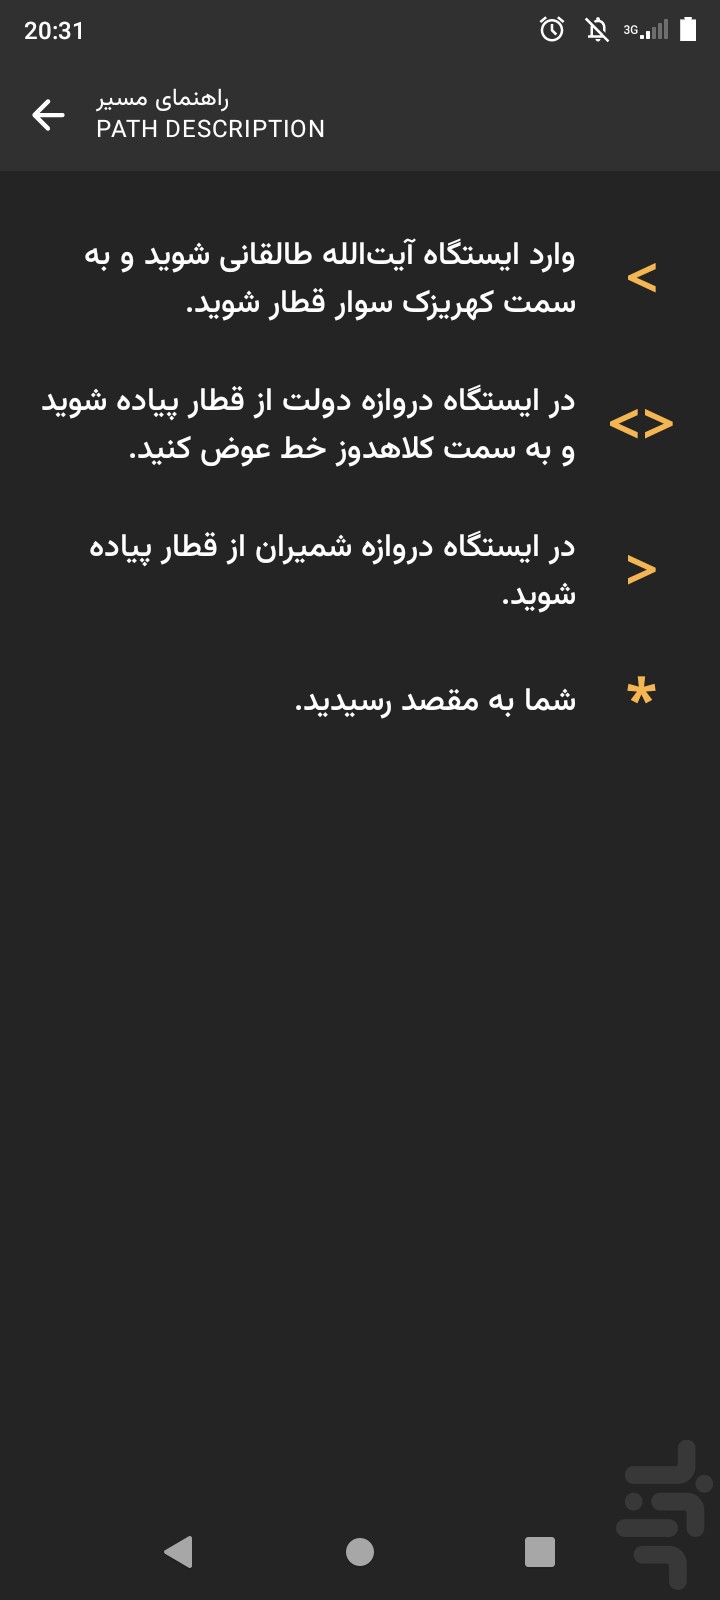 20:31
3G
راهنمای مسیر
PATH DESCRIPTION
< وارد ایستگاه آیت‌الله طالقانی شوید و به
سمت کهریزک سوار قطار شوید.
<> در ایستگاه دروازه دولت از قطار پیاده شوید
و به سمت کلاهدوز خط عوض کنید.
> در ایستگاه دروازه شمیران از قطار پیاده
شوید.
* شما به مقصد رسیدید.